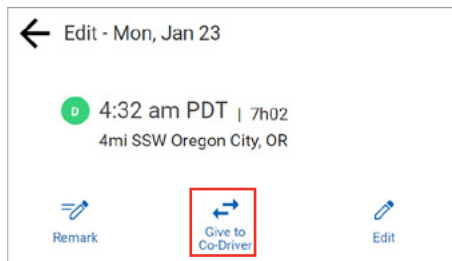 Edit - Mon, Jan 23
D 4:32 am PDT | 7h02
4mi SSW Oregon City, OR
Remark
Give to
Co-Driver
Edit